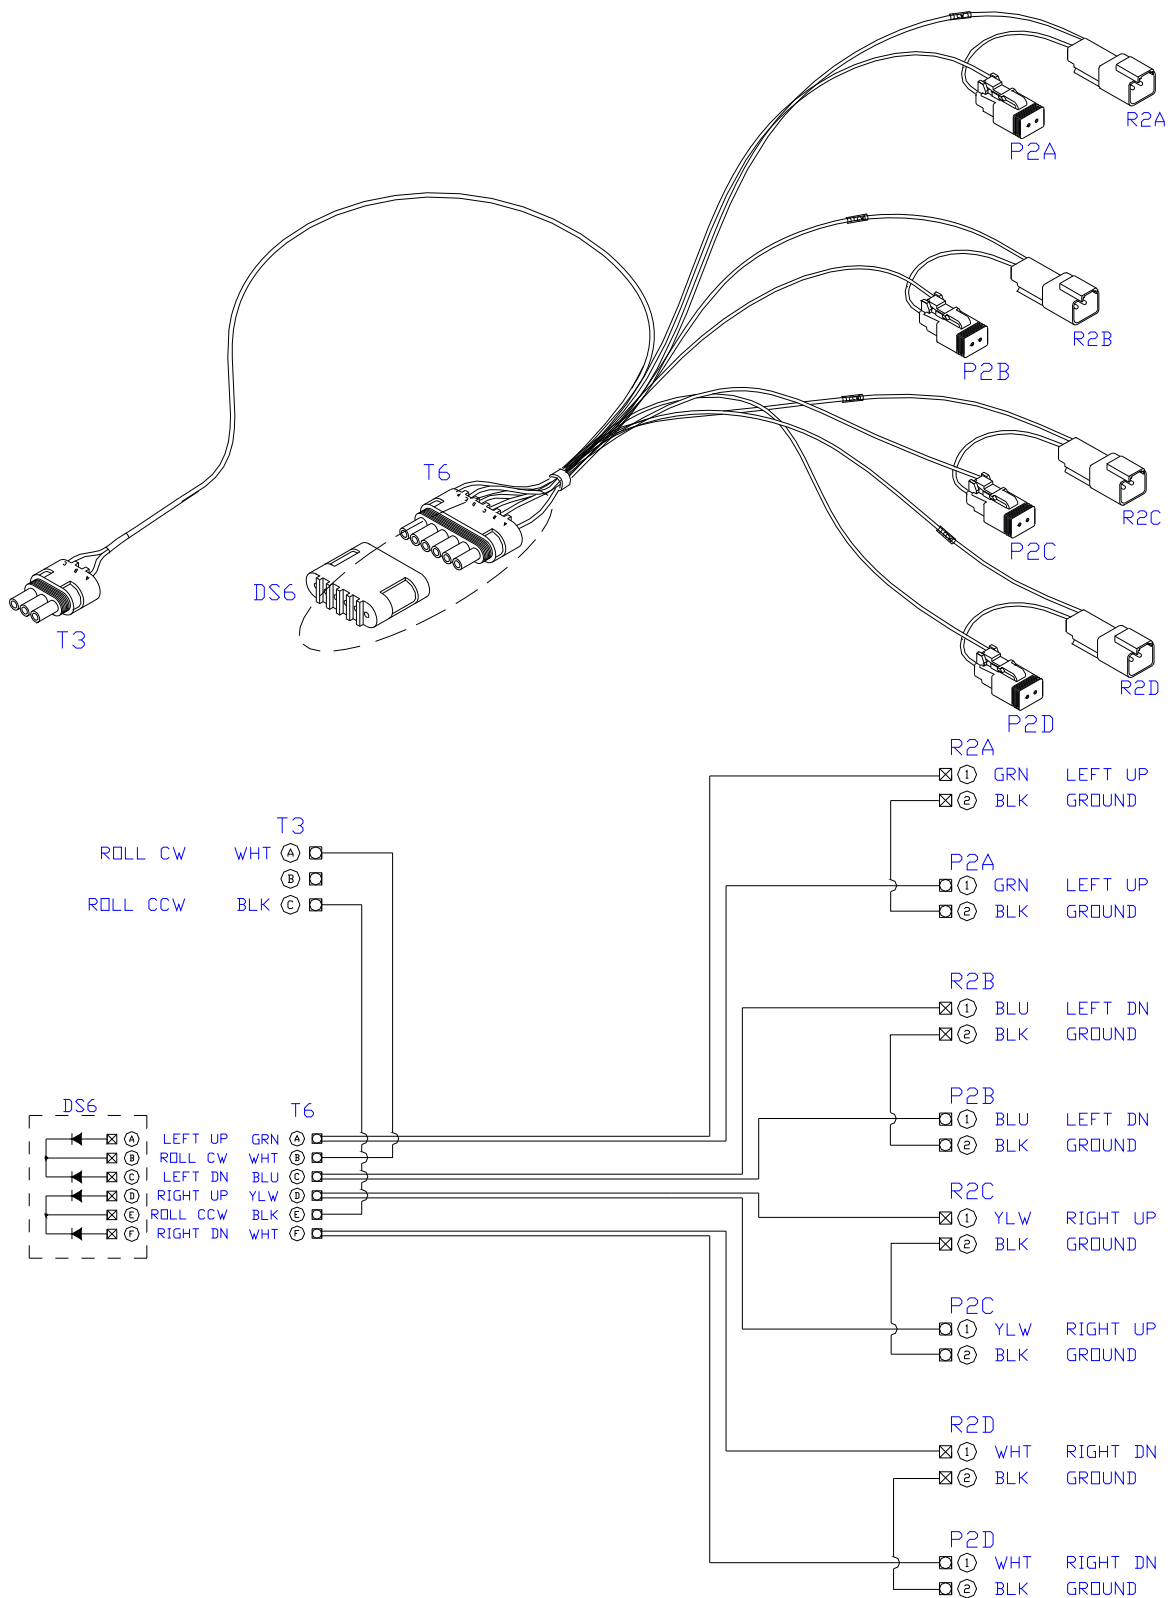 R2A
P2A
R2B
P2B
T6
R2C
P2C
DS6
T3
R2D
P2D
R2A
1 GRN LEFT UP
2 BLK GROUND
T3
ROLL CW WHT A
B
ROLL CCW BLK C
P2A
1 GRN LEFT UP
2 BLK GROUND
R2B
1 BLU LEFT DN
2 BLK GROUND
P2B
1 BLU LEFT DN
2 BLK GROUND
DS6
T6
A LEFT UP GRN A
B ROLL CW WHT B
C LEFT DN BLU C
D RIGHT UP YLW D
E ROLL CCW BLK E
F RIGHT DN WHT F
R2C
1 YLW RIGHT UP
2 BLK GROUND
P2C
1 YLW RIGHT UP
2 BLK GROUND
R2D
1 WHT RIGHT DN
2 BLK GROUND
P2D
1 WHT RIGHT DN
2 BLK GROUND